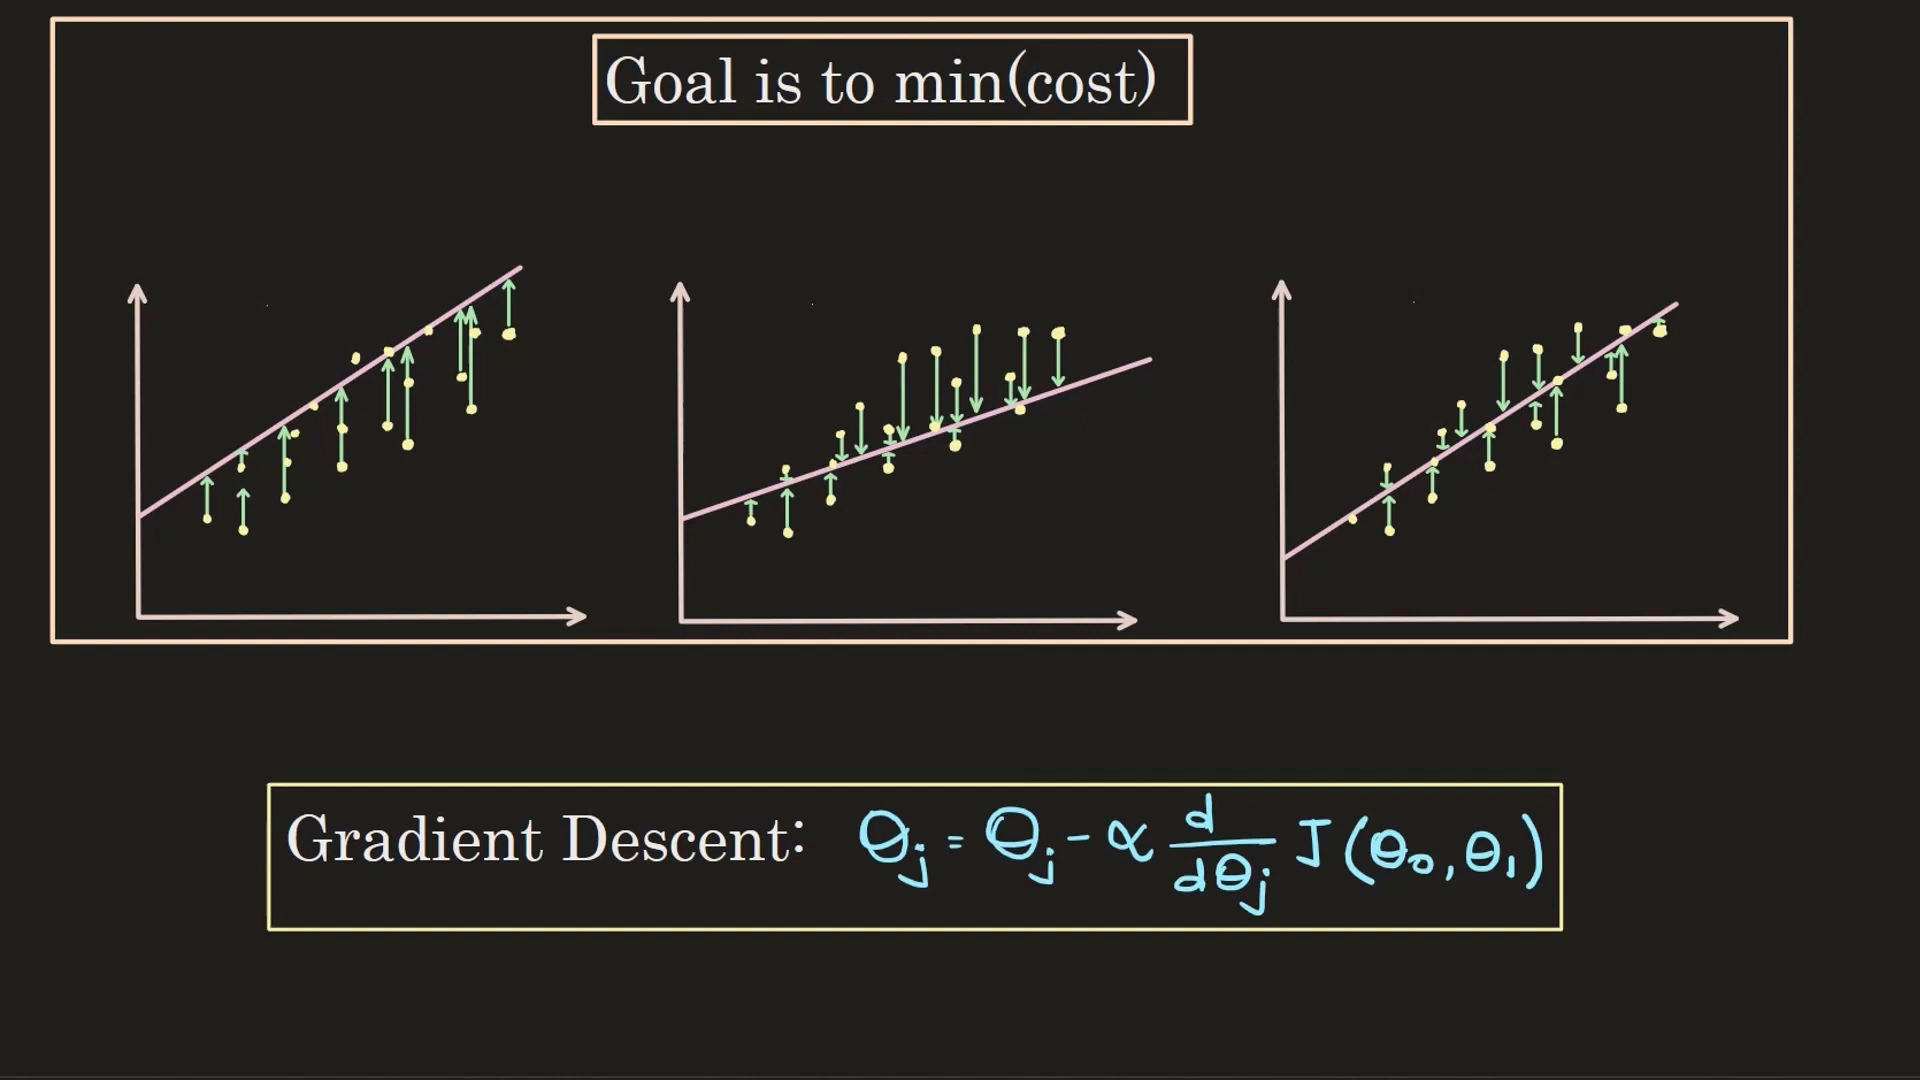 Goal is to min(cost)
Gradient Descent: θj = θj - α d/dθj J(θ0, θ1)